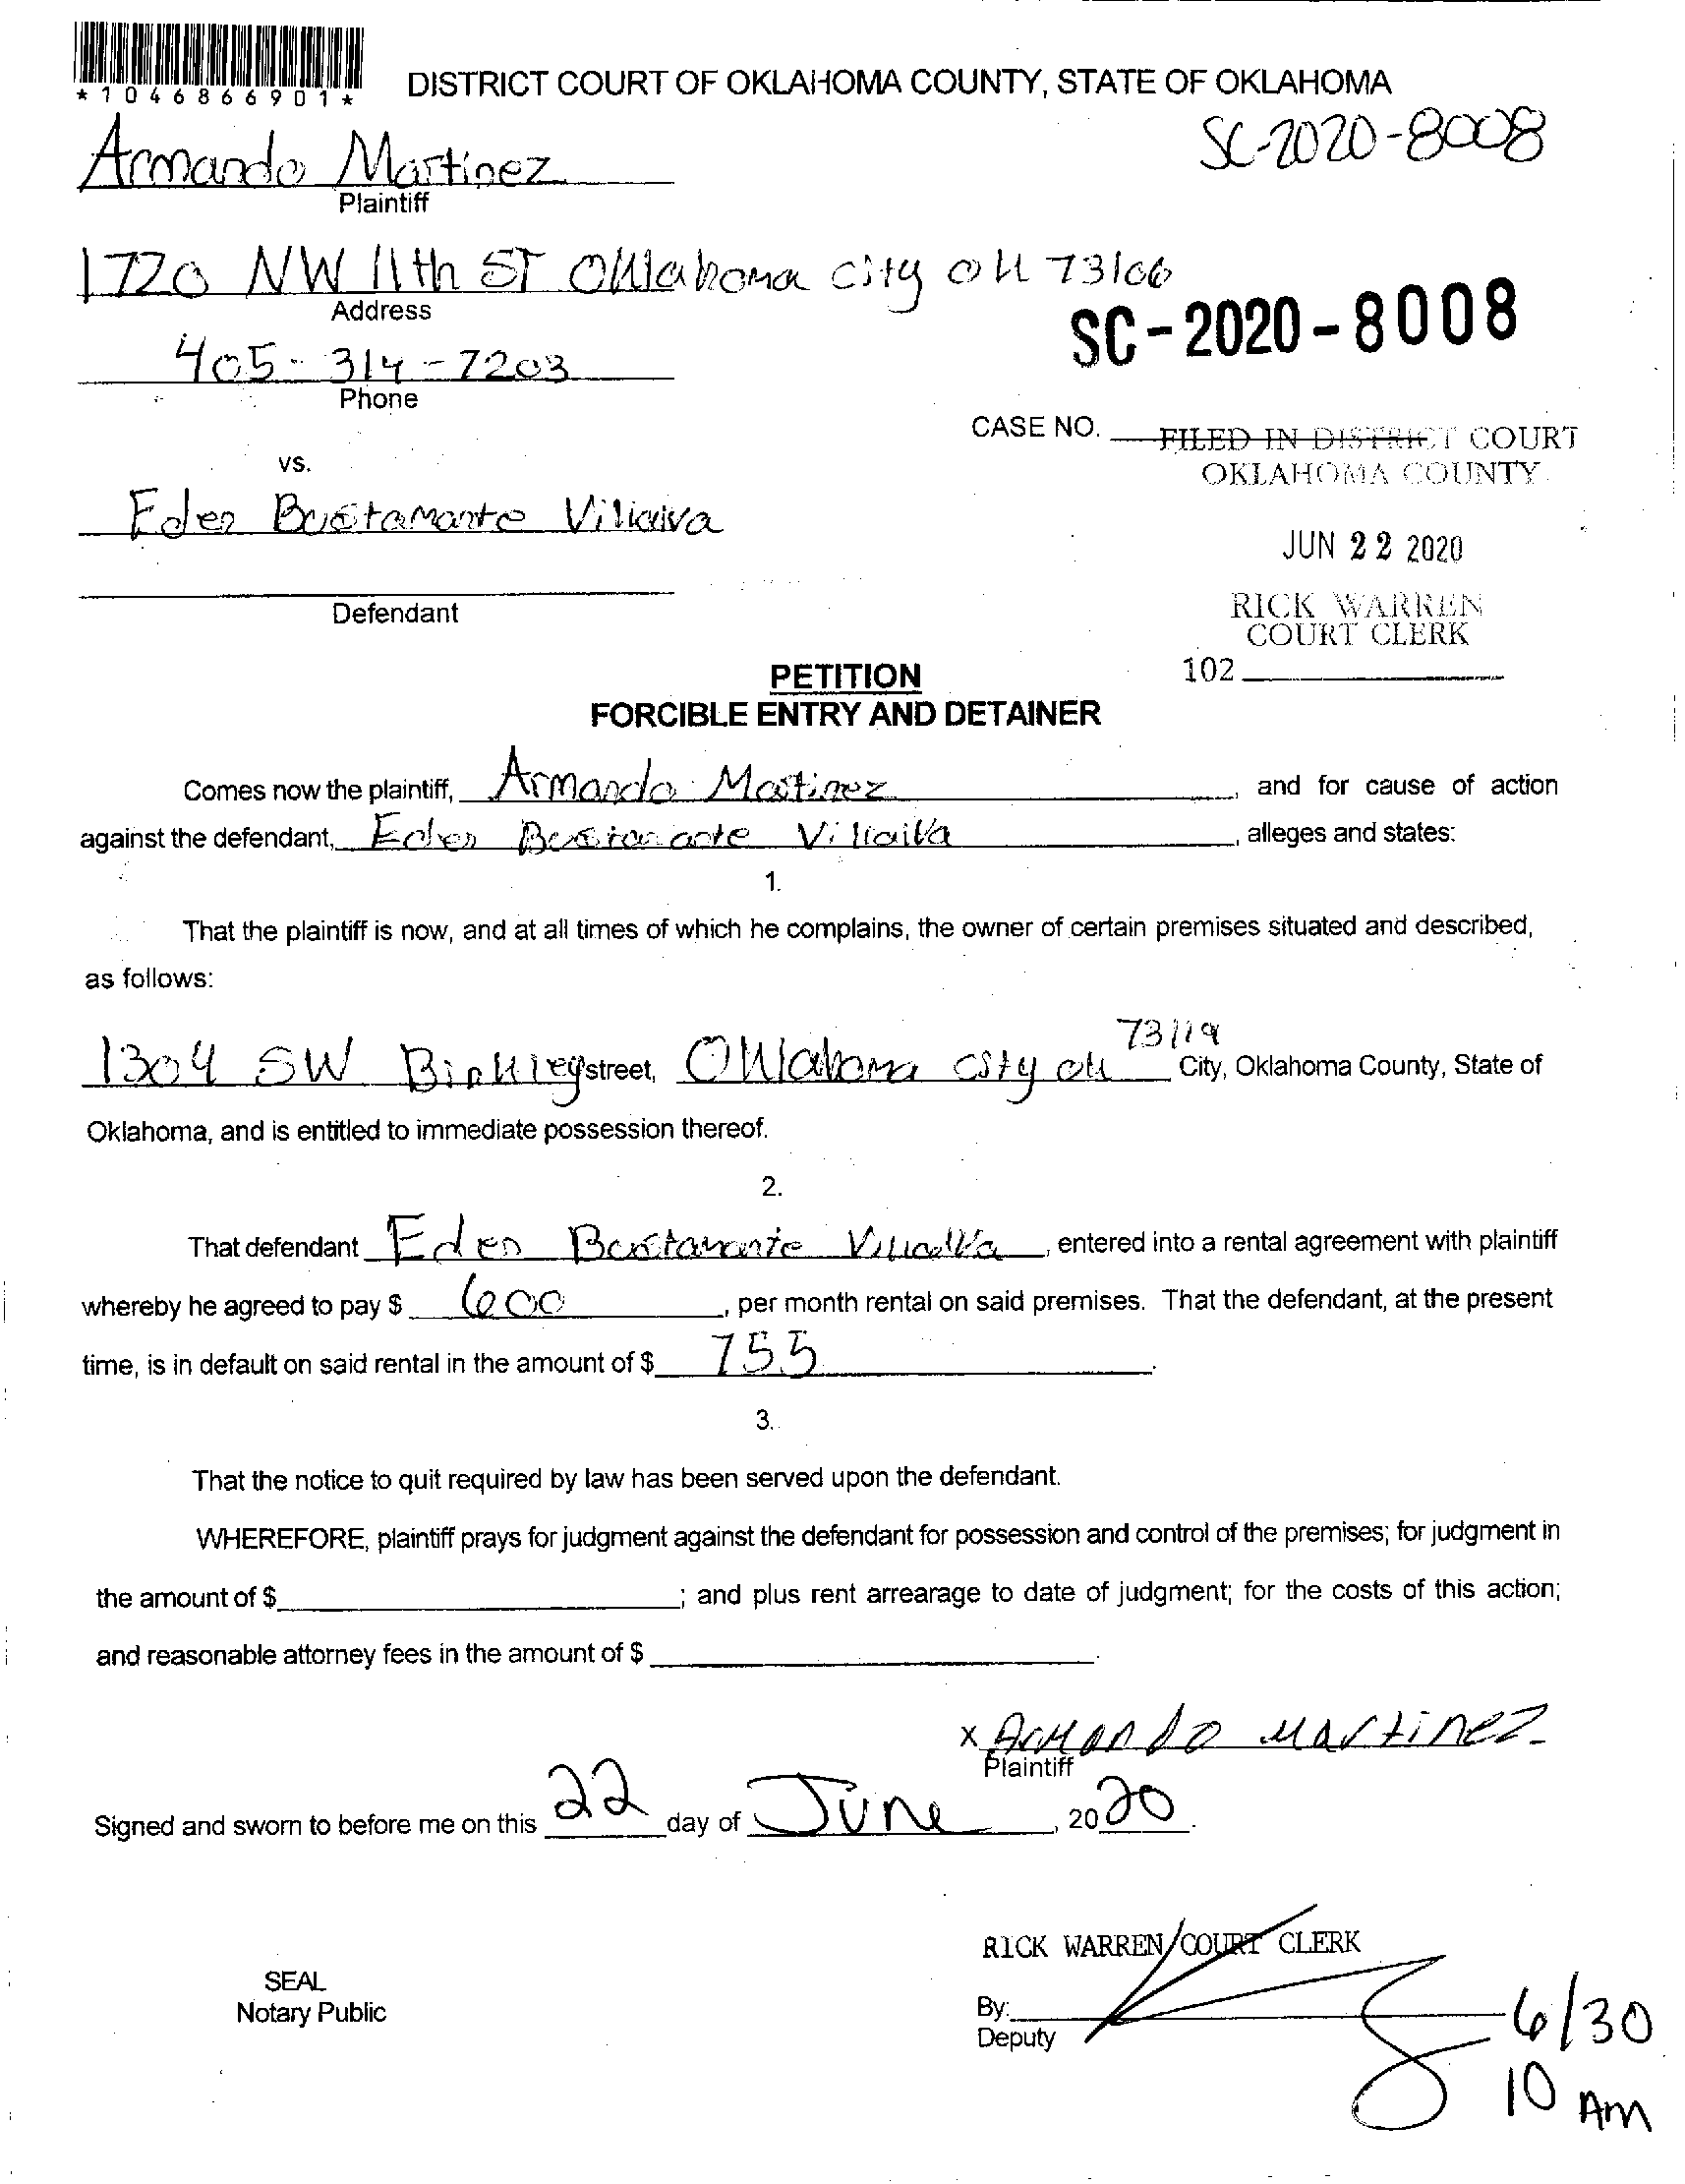 *1046866901*
DISTRICT COURT OF OKLAHOMA COUNTY, STATE OF OKLAHOMA
SC-2020-8008
Armando Martinez
Plaintiff
1720 NW 11th ST Oklahoma city ok 73106
Address
SC-2020-8008
405-314-7203
Phone
CASE NO.
FILED IN DISTRICT COURT
OKLAHOMA COUNTY
vs.
Eder Bustamante
JUN 22 2020
Defendant
RICK WARREN
COURT CLERK
102
PETITION
FORCIBLE ENTRY AND DETAINER
Comes now the plaintiff, Armando Martinez, and for cause of action
against the defendant, Eder Bustamante, alleges and states:
1.
That the plaintiff is now, and at all times of which he complains, the owner of certain premises situated and described,
as follows:
73119
1304 SW Binkley street, Oklahoma city ok City, Oklahoma County, State of
Oklahoma, and is entitled to immediate possession thereof.
2.
That defendant Eder Bustamante, entered into a rental agreement with plaintiff
whereby he agreed to pay $ 600, per month rental on said premises. That the defendant, at the present
time, is in default on said rental in the amount of $ 755.
3.
That the notice to quit required by law has been served upon the defendant.
WHEREFORE, plaintiff prays for judgment against the defendant for possession and control of the premises; for judgment in
the amount of $ ; and plus rent arrearage to date of judgment; for the costs of this action;
and reasonable attorney fees in the amount of $ .
x Armando Martinez
Plaintiff
Signed and sworn to before me on this 22 day of June, 2020.
RICK WARREN COURT CLERK
SEAL
Notary Public
By:
Deputy
6/30
10 AM